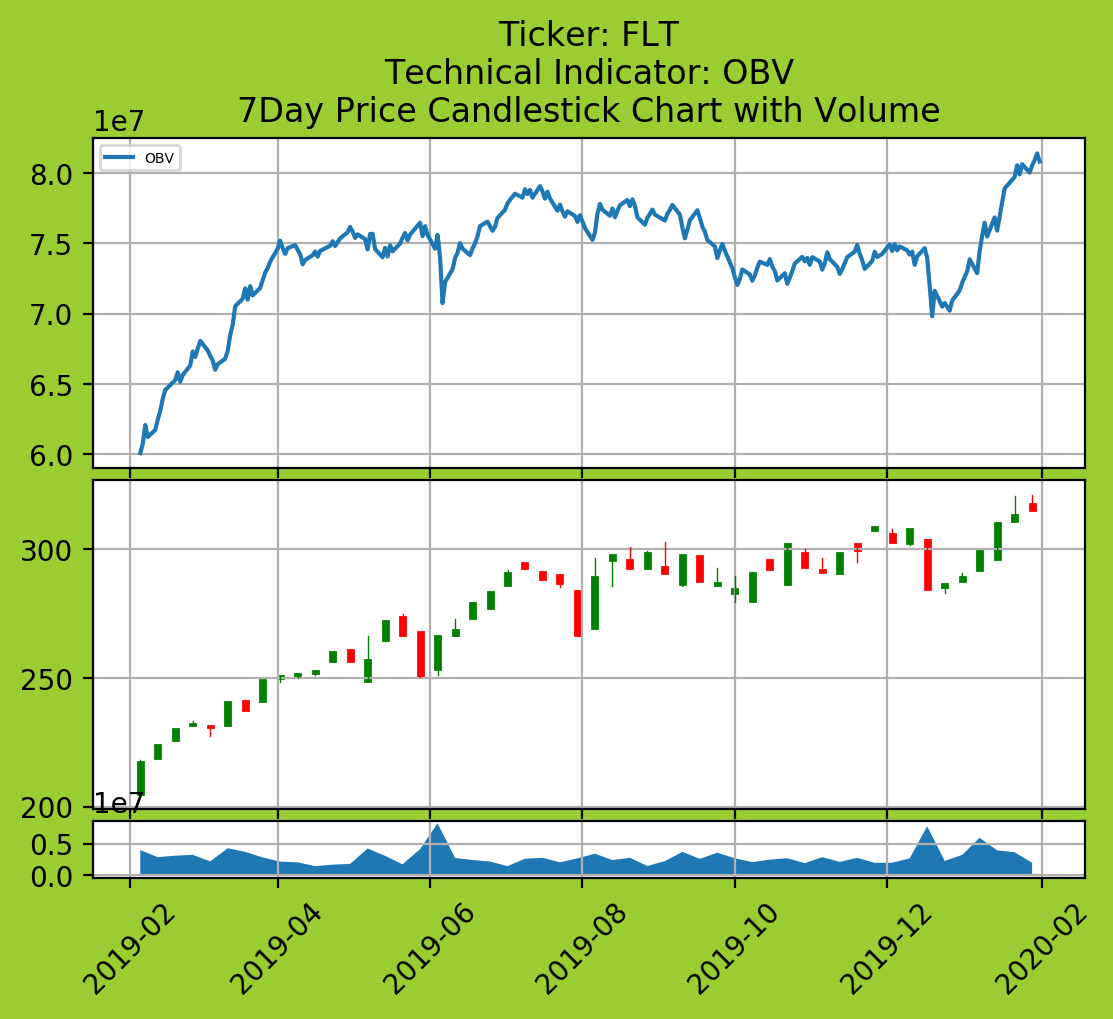 Ticker: FLT
Technical Indicator: OBV
7Day Price Candlestick Chart with Volume
1e7
OBV
8.0
7.5
7.0
6.5
6.0
300
250
200
1e7
0.5
0.0
2019-02
2019-04
2019-06
2019-08
2019-10
2019-12
2020-02